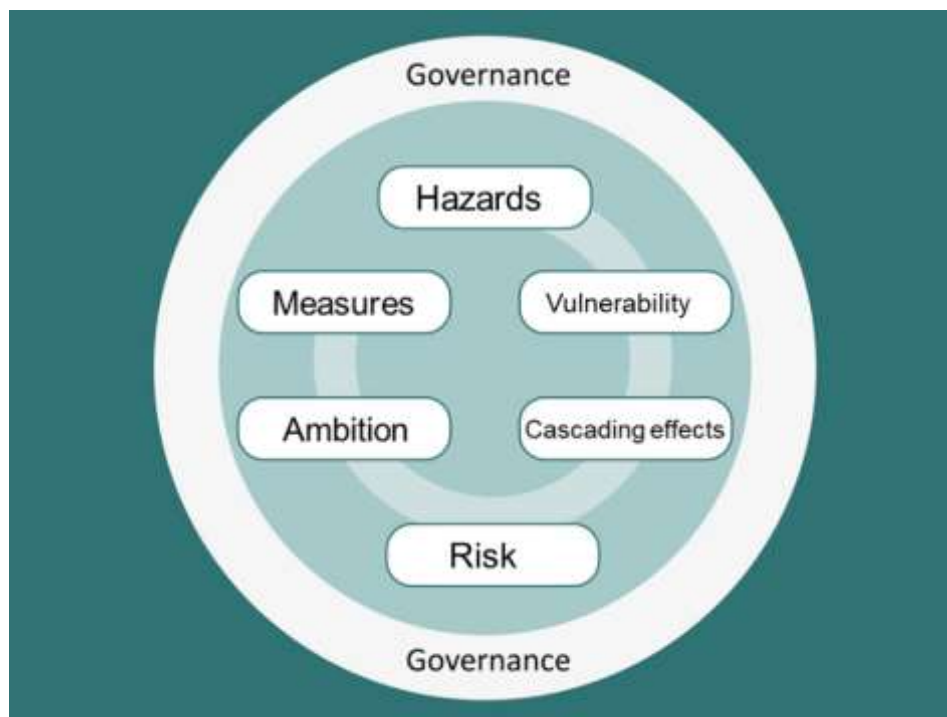 Governance
Hazards
Measures
Vulnerability
Ambition
Cascading effects
Risk
Governance